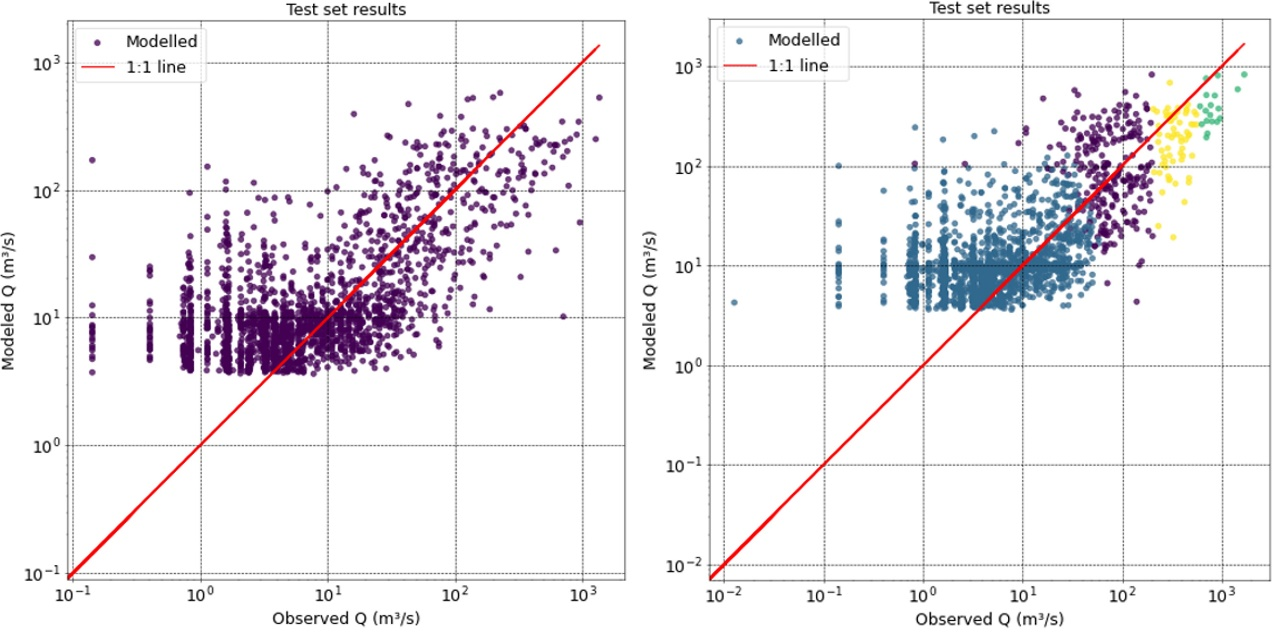 Test set results
Modelled
1:1 line
10³
10²
10¹
10⁰
10⁻¹
Modeled Q (m³/s)
10⁻¹ 10⁰ 10¹ 10² 10³
Observed Q (m³/s)
Test set results
Modelled
1:1 line
10³
10²
10¹
10⁰
10⁻¹
10⁻²
Modeled Q (m³/s)
10⁻² 10⁻¹ 10⁰ 10¹ 10² 10³
Observed Q (m³/s)